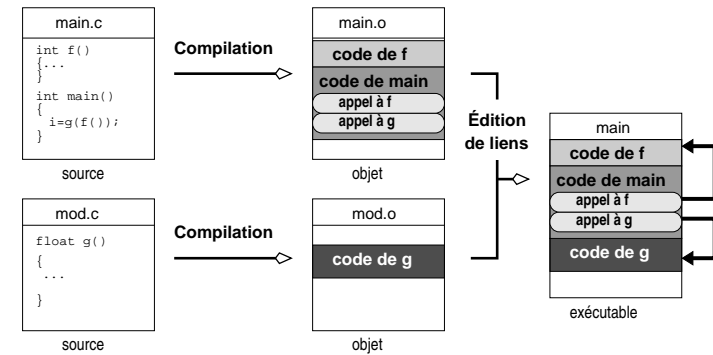 main.c
int f()
{...
}
int main()
{
i=g(f());
}
source
Compilation
main.o
code de f
code de main
appel à f
appel à g
objet
mod.c
float g()
{
...
}
source
Compilation
mod.o
code de g
objet
Édition
de liens
main
code de f
code de main
appel à f
appel à g
code de g
exécutable